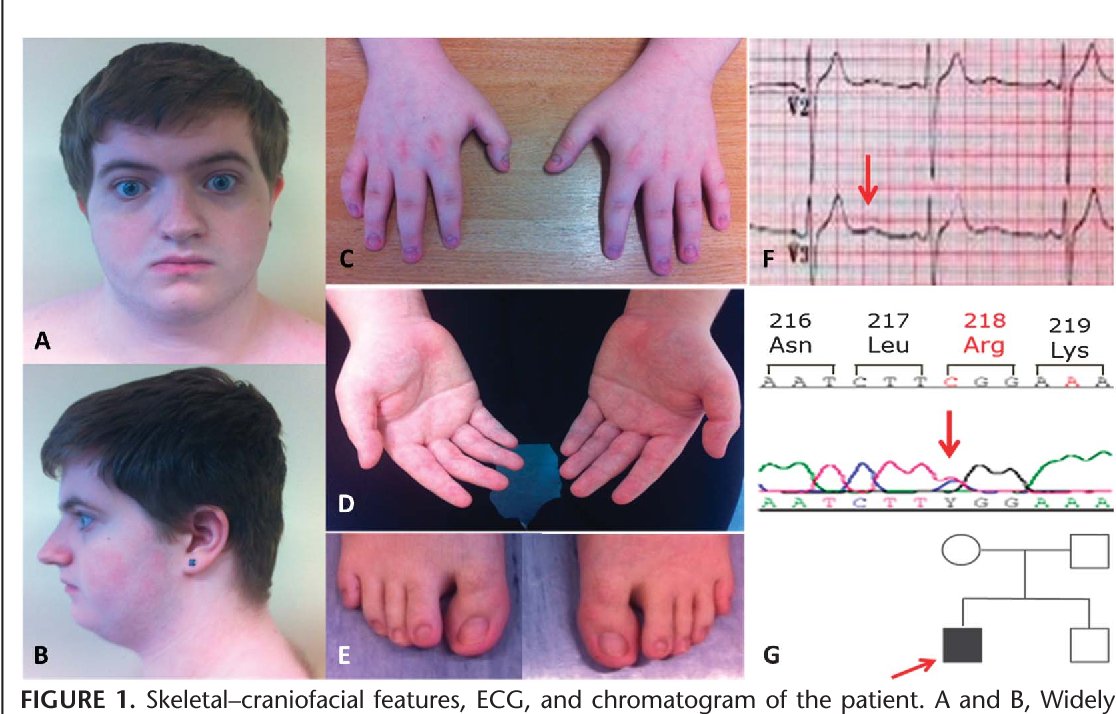 A
B
C
D
E
V2
V3
F
216 217 218 219
Asn Leu Arg Lys
A A T C T T C G G A A A
A A T C T T Y G G A A A
G
FIGURE 1. Skeletal–craniofacial features, ECG, and chromatogram of the patient. A and B, Widely